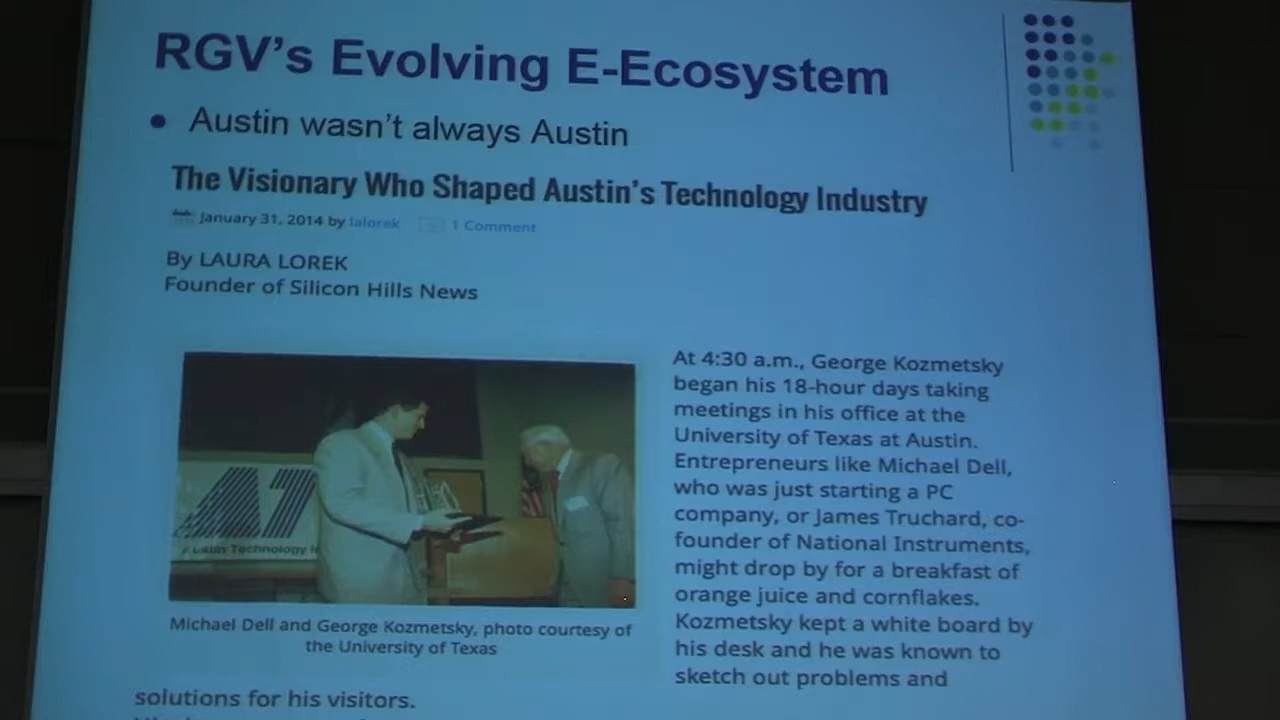 RGV's Evolving E-Ecosystem
• Austin wasn't always Austin
The Visionary Who Shaped Austin's Technology Industry
January 31, 2014 by lalorek 1 Comment
By LAURA LOREK
Founder of Silicon Hills News
At 4:30 a.m., George Kozmetsky
began his 18-hour days taking
meetings in his office at the
University of Texas at Austin.
Entrepreneurs like Michael Dell,
who was just starting a PC
company, or James Truchard, co-
founder of National Instruments,
might drop by for a breakfast of
orange juice and cornflakes.
Kozmetsky kept a white board by
his desk and he was known to
sketch out problems and
AT
Austin Technology
Michael Dell and George Kozmetsky, photo courtesy of
the University of Texas
solutions for his visitors.